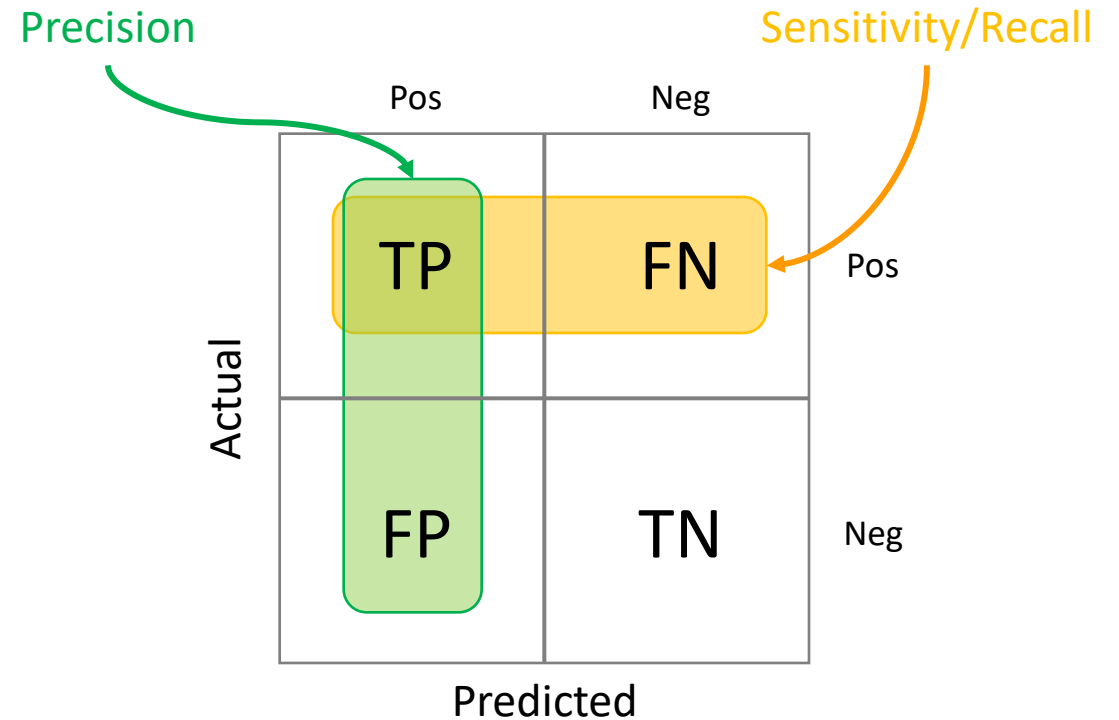 Precision
Sensitivity/Recall
Pos
Neg
TP
FN
Pos
Actual
FP
TN
Neg
Predicted